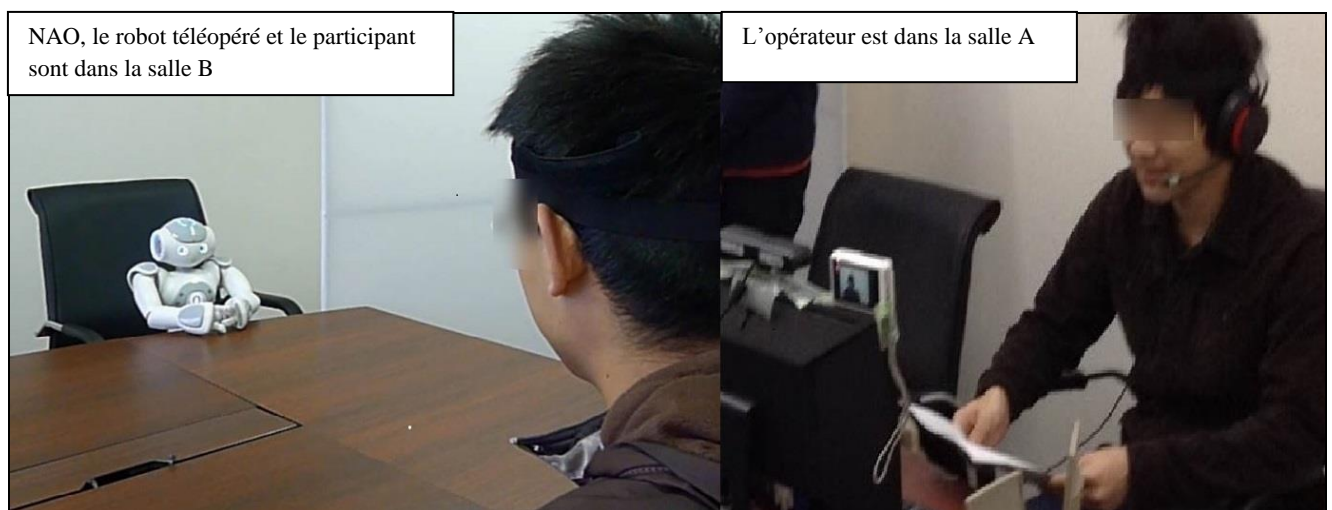 NAO, le robot téléopéré et le participant
sont dans la salle B
L'opérateur est dans la salle A